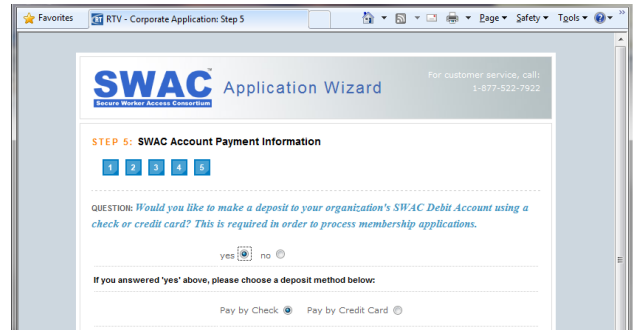 Favorites
RTV - Corporate Application: Step 5
Page
Safety
Tools
SWAC
Secure Worker Access Consortium
Application Wizard
For customer service, call:
1-877-522-7922
STEP 5: SWAC Account Payment Information
1 2 3 4 5
QUESTION: Would you like to make a deposit to your organization's SWAC Debit Account using a
check or credit card? This is required in order to process membership applications.
yes no
If you answered 'yes' above, please choose a deposit method below:
Pay by Check Pay by Credit Card